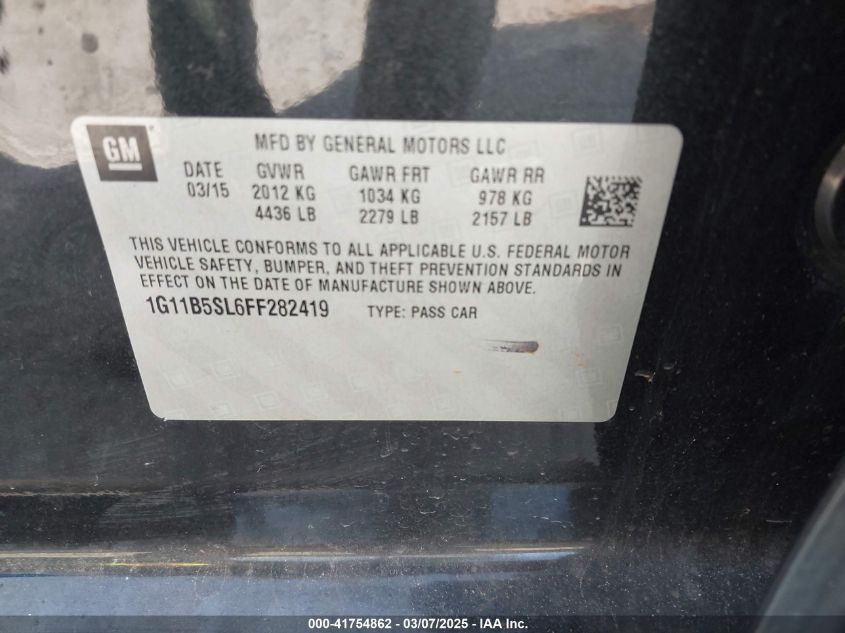 GM
MFD BY GENERAL MOTORS LLC
DATE GVWR GAWR FRT GAWR RR
03/15 2012 KG 1034 KG 978 KG
4436 LB 2279 LB 2157 LB
THIS VEHICLE CONFORMS TO ALL APPLICABLE U.S. FEDERAL MOTOR
VEHICLE SAFETY, BUMPER, AND THEFT PREVENTION STANDARDS IN
EFFECT ON THE DATE OF MANUFACTURE SHOWN ABOVE.
1G11B5SL6FF282419 TYPE: PASS CAR
000-41754862 - 03/07/2025 - IAA Inc.